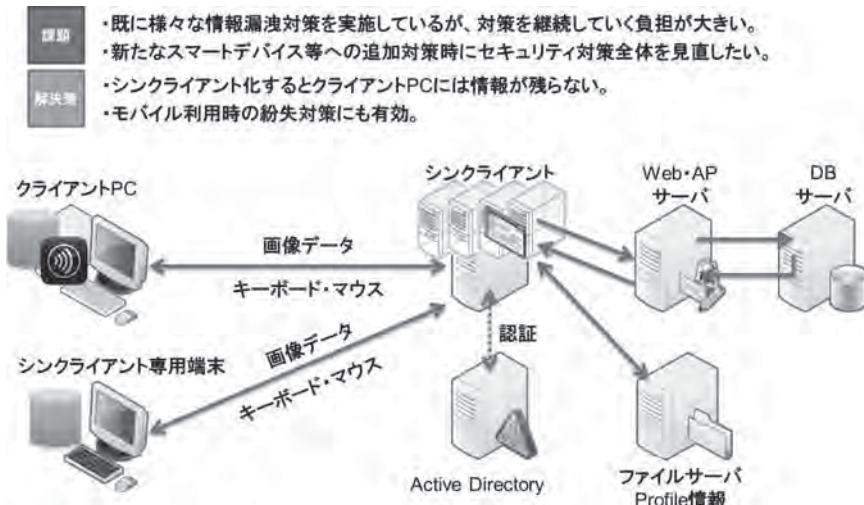 課題
・既に様々な情報漏洩対策を実施しているが、対策を継続していく負担が大きい。
・新たなスマートデバイス等への追加対策時にセキュリティ対策全体を見直したい。
解決策
・シンクライアント化するとクライアントPCには情報が残らない。
・モバイル利用時の紛失対策にも有効。
クライアントPC
シンクライアント
Web・AP
サーバ
DB
サーバ
画像データ
キーボード・マウス
シンクライアント専用端末
画像データ
キーボード・マウス
認証
Active Directory
ファイルサーバ
Profile情報